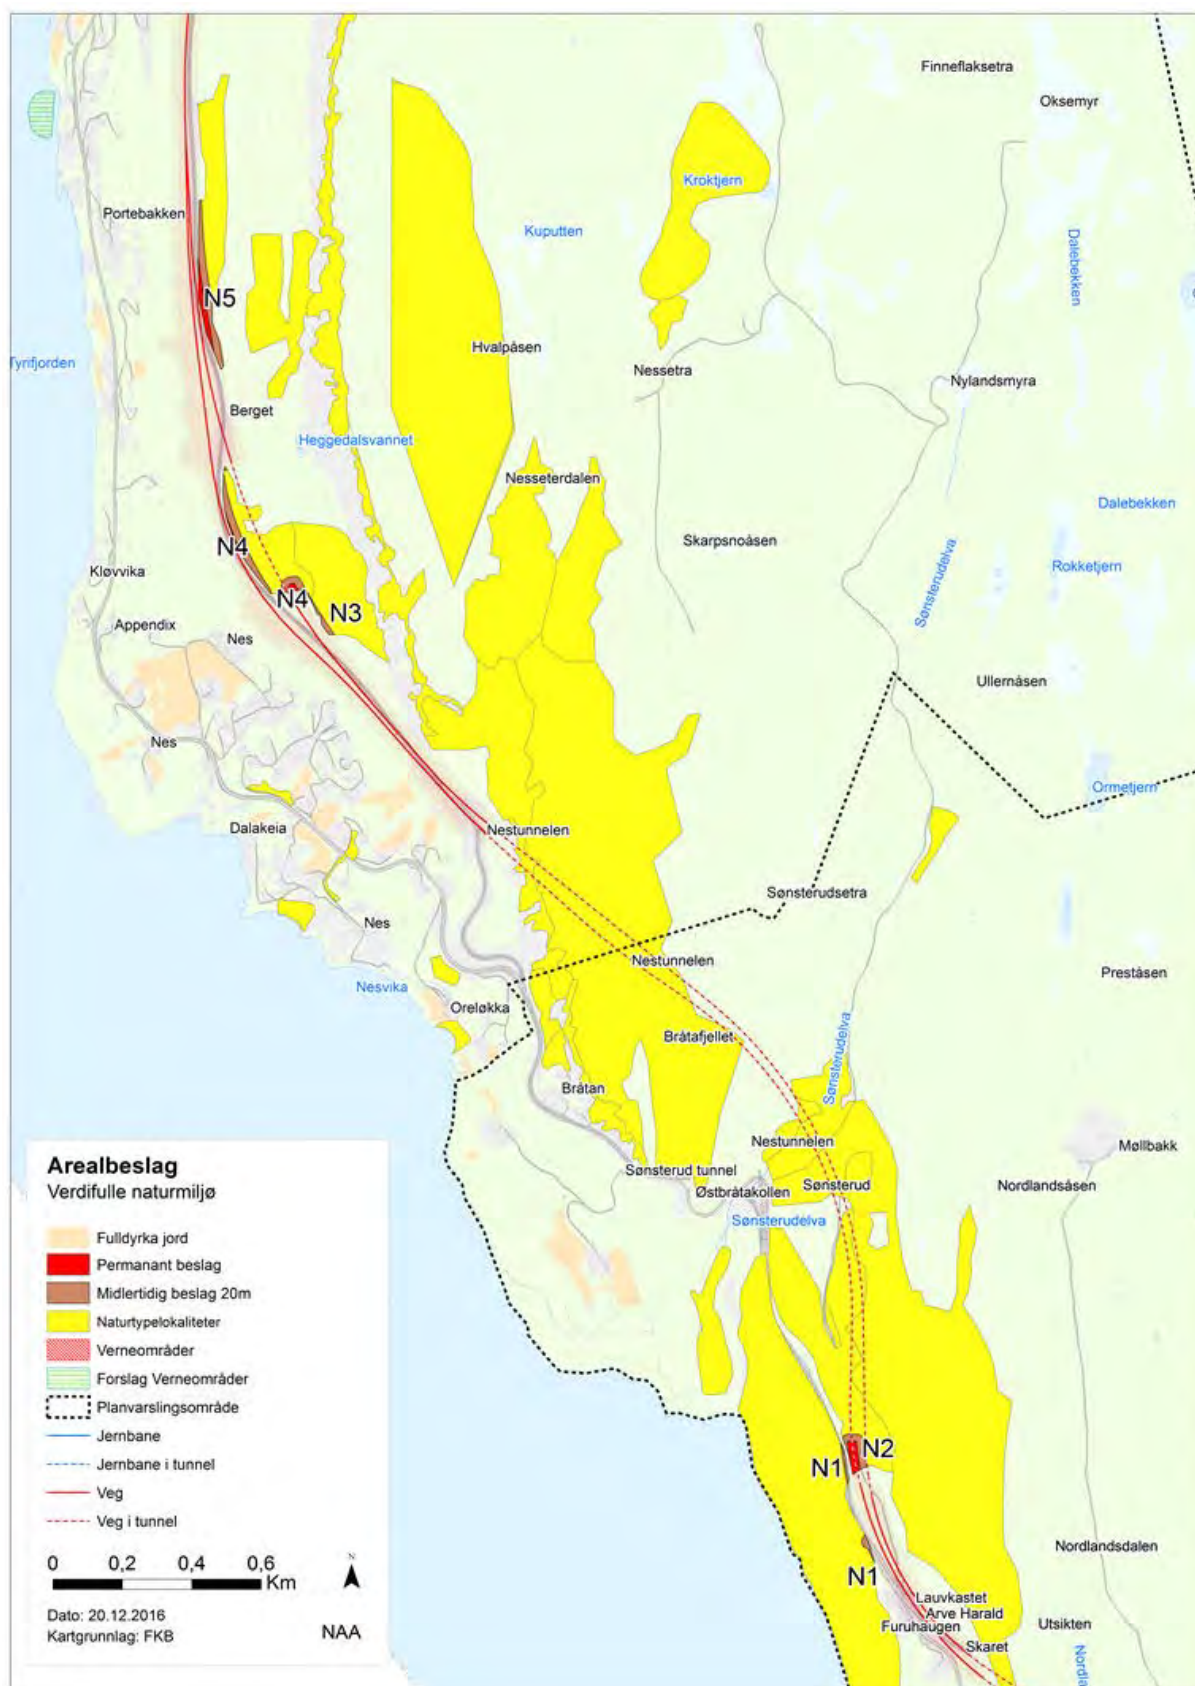 Finneflaksetra
Oksemyr
Kroktjern
Portebakken
Kuputten
Dalebekken
N5
Hvalpåsen
Tyrifjorden
Nessetra
Nylandsmyra
Berget
Heggedalsvannet
Nesseterdalen
Dalebekken
Skarpsnoåsen
N4
Kløvvika
Sønsterudelva
Rokketjern
N4
N3
Appendix
Nes
Ullernåsen
Nes
Ormetjern
Dalakeia
Nestunnelen
Sønsterudsetra
Nes
Nestunnelen
Preståsen
Nesvika
Oreløkka
Bråtafjellet
Sønsterudelva
Bråtan
Nestunnelen
Møllbakk
Sønsterud tunnel
Sønsterud
Nordlandsåsen
Østbråtakollen
Sønsterudelva
N2
N1
Nordlandsdalen
N1
Lauvkastet
Arve Harald
Furuhaugen
Utsikten
Skaret
Nordla
Arealbeslag
Verdifulle naturmiljø
Fulldyrka jord
Permanant beslag
Midlertidig beslag 20m
Naturtypelokaliteter
Verneområder
Forslag Verneområder
Planvarslingsområde
Jernbane
Jernbane i tunnel
Veg
Veg i tunnel
0 0,2 0,4 0,6
Km
N
Dato: 20.12.2016
Kartgrunnlag: FKB
NAA